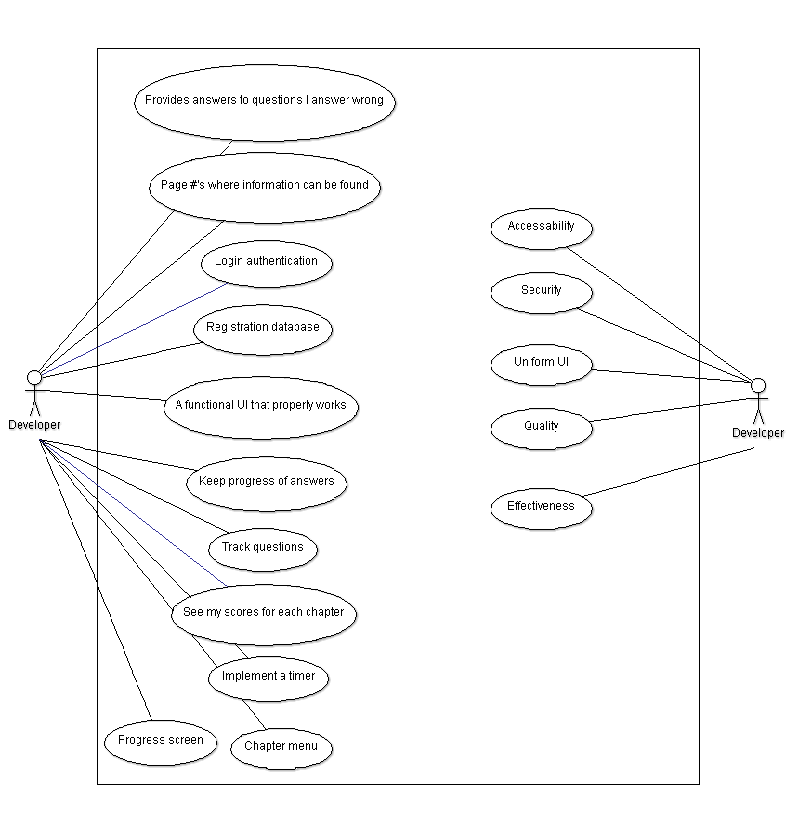 Provides answers to questions I answer wrong
Page #'s where information can be found
Login authentication
Registration database
A functional UI that properly works
Keep progress of answers
Track questions
See my scores for each chapter
Implement a timer
Progress screen
Chapter menu
Developer
Accessability
Security
Uniform UI
Quality
Effectiveness
Developer